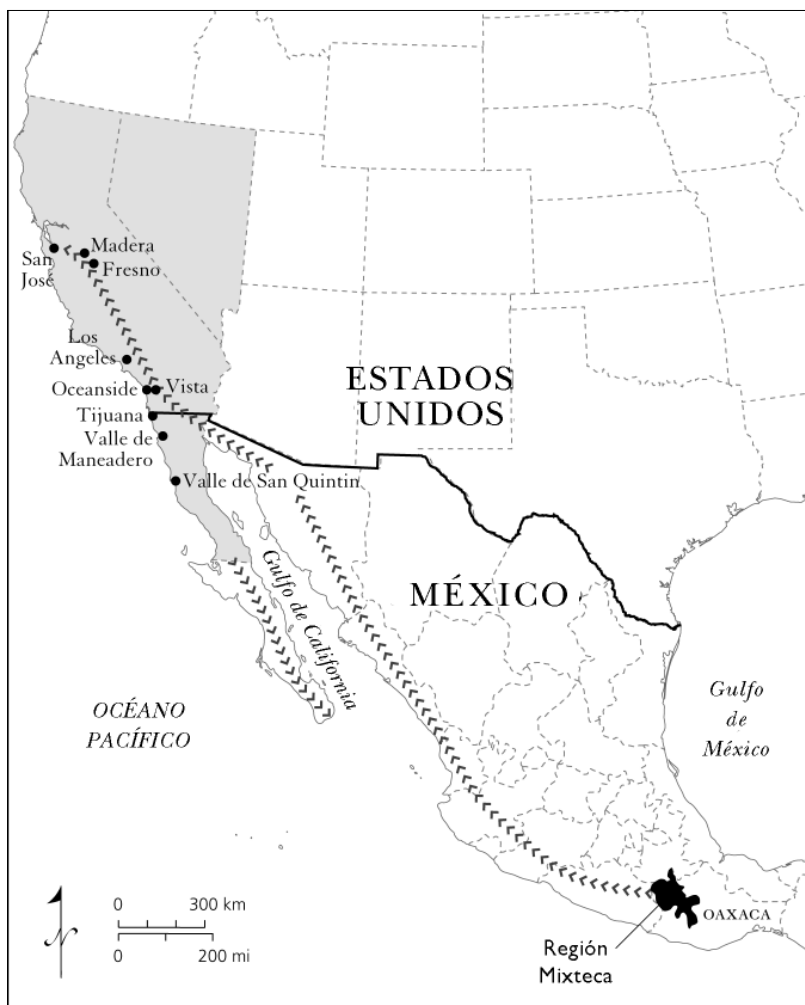 San
José
Madera
Fresno
Los
Angeles
Oceanside
Vista
Tijuana
Valle de
Maneadero
Valle de San Quintin
ESTADOS
UNIDOS
MÉXICO
Gulfo de California
OCÉANO
PACÍFICO
Gulfo
de
México
0 300 km
0 200 mi
N
OAXACA
Región
Mixteca